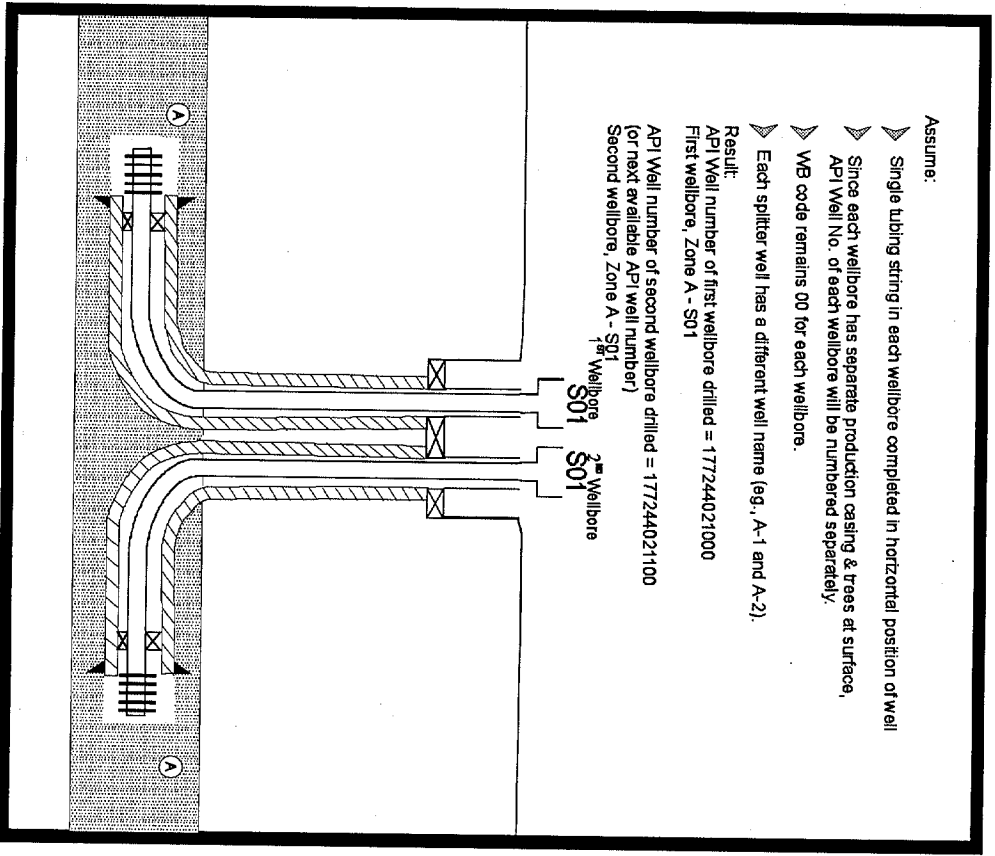 Assume:
Single tubing string in each wellbore completed in horizontal position of well
Since each wellbore has separate production casing & trees at surface,
API Well No. of each wellbore will be numbered separately.
WB code remains 00 for each wellbore.
Each splitter well has a different well name (eg., A-1 and A-2).
Result:
API Well number of first wellbore drilled = 177244021000
First wellbore, Zone A - S01
API Well number of second wellbore drilled = 177244021100
(or next available API well number)
Second wellbore, Zone A - S01
1ST Wellbore
S01
2ND Wellbore
S01
A
A